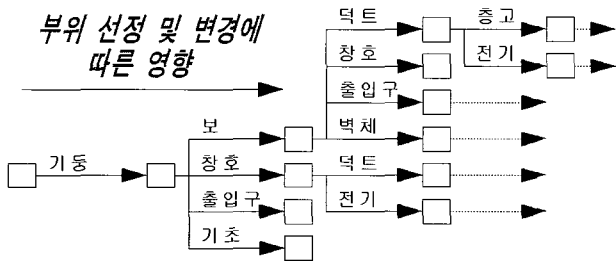 부위 선정 및 변경에
따른 영향
덕트
층고
창호
전기
출입구
보
벽체
기둥
창호
덕트
출입구
전기
기초